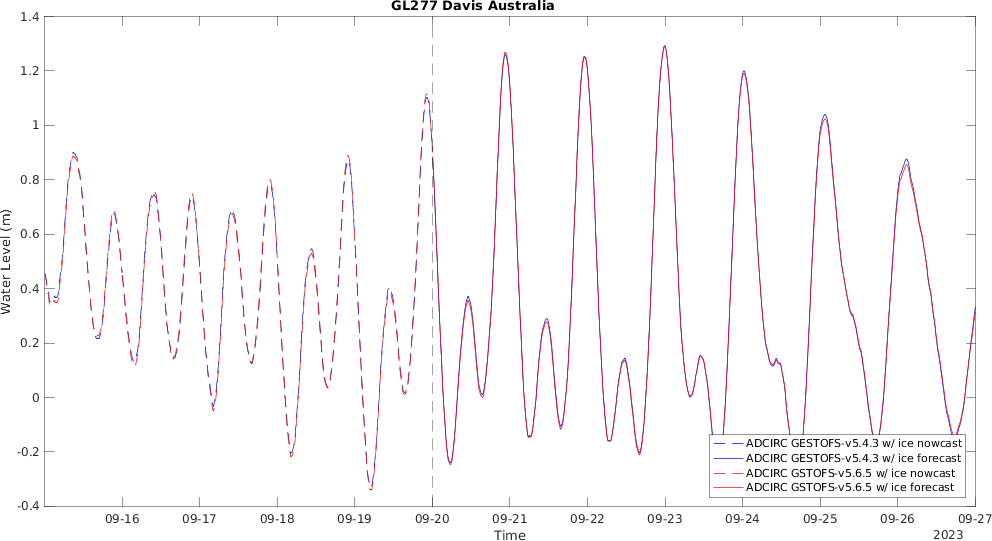 GL277 Davis Australia
1.4
1.2
1
0.8
0.6
0.4
0.2
0
-0.2
-0.4
Water Level (m)
ADCIRC GESTOFS-v5.4.3 w/ ice nowcast
ADCIRC GESTOFS-v5.4.3 w/ ice forecast
ADCIRC GSTOFS-v5.6.5 w/ ice nowcast
ADCIRC GSTOFS-v5.6.5 w/ ice forecast
09-16 09-17 09-18 09-19 09-20 09-21 09-22 09-23 09-24 09-25 09-26 09-27
Time
2023